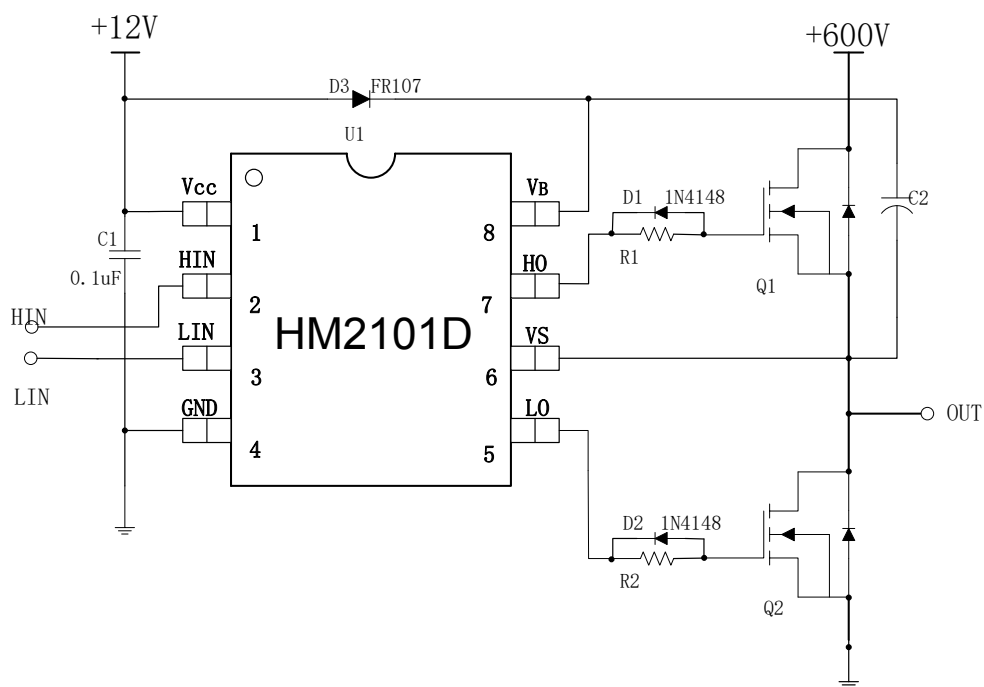 +12V
+600V
D3 FR107
U1
Vcc
VB
D1 1N4148
C2
1
8
C1
R1
HIN
HO
0.1uF
Q1
2
7
HIN
HM2101D
LIN
VS
3
6
LIN
GND
LO
OUT
4
5
D2 1N4148
R2
Q2